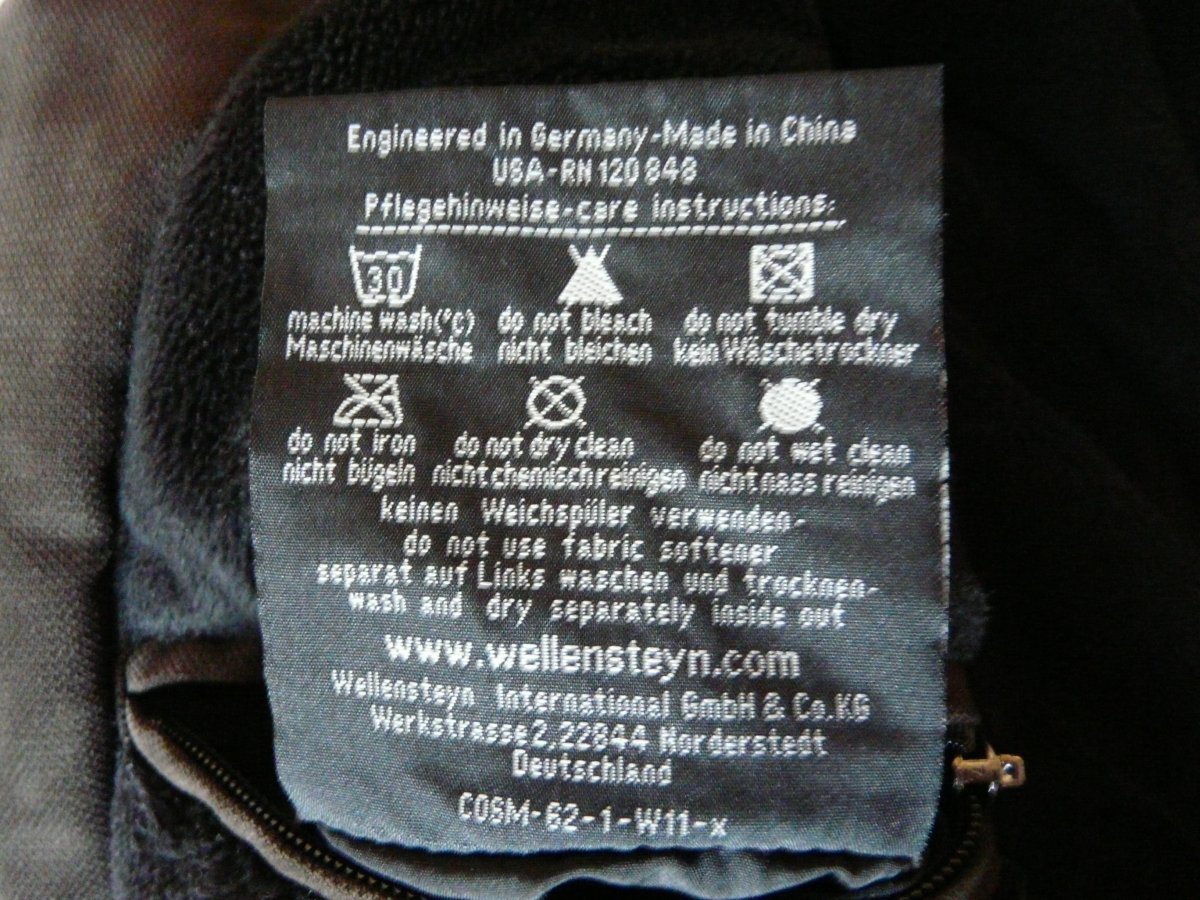 Engineered in Germany-Made in China
USA-RN 120 848
Pflegehinweise-care instructions:
30
machine wash(°C) do not bleach do not tumble dry
Maschinenwäsche nicht bleichen kein Wäschetrockner
do not iron do not dry clean do not wet clean
nicht bügeln nicht chemisch reinigen nicht nass reinigen
keinen Weichspüler verwenden-
do not use fabric softener
separat auf Links waschen und trocknen-
wash and dry separately inside out
www.wellensteyn.com
Wellensteyn International GmbH & Co.KG
Werkstrasse 2, 22844 Norderstedt
Deutschland
COSM-62-1-W11-x